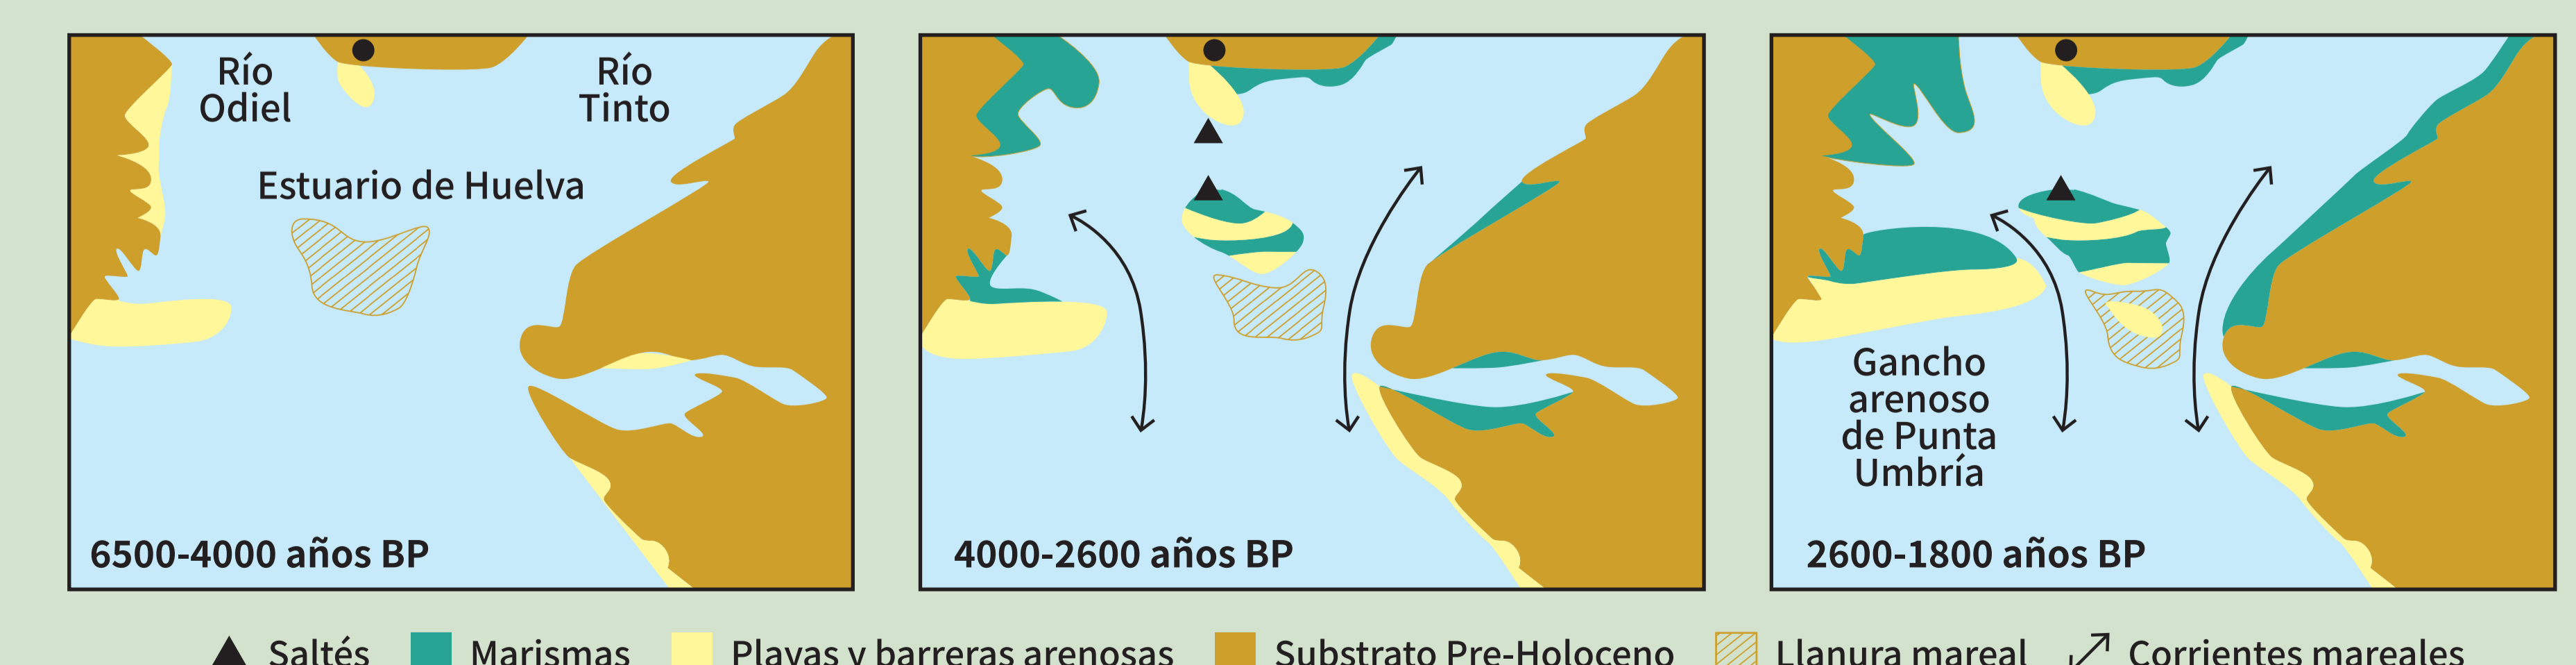 Río
Odiel
Río
Tinto
Estuario de Huelva
6500-4000 años BP
4000-2600 años BP
Gancho
arenoso
de Punta
Umbría
2600-1800 años BP
Saltés
Marismas
Playas y barreras arenosas
Substrato Pre-Holoceno
Llanura mareal
Corrientes mareales